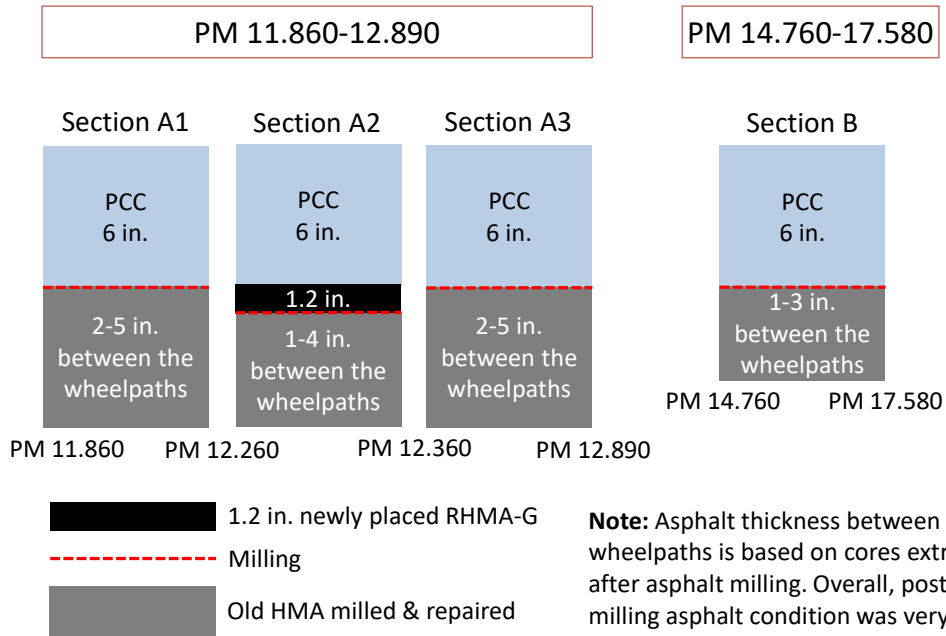 PM 11.860-12.890
PM 14.760-17.580
Section A1
Section A2
Section A3
Section B
PCC
6 in.
PCC
6 in.
PCC
6 in.
PCC
6 in.
2-5 in.
between the
wheelpaths
1.2 in.
1-4 in.
between the
wheelpaths
2-5 in.
between the
wheelpaths
1-3 in.
between the
wheelpaths
PM 11.860
PM 12.260
PM 12.360
PM 12.890
PM 14.760
PM 17.580
1.2 in. newly placed RHMA-G
Milling
Old HMA milled & repaired
Note: Asphalt thickness between
wheelpaths is based on cores
after asphalt milling. Overall,
milling asphalt condition was very